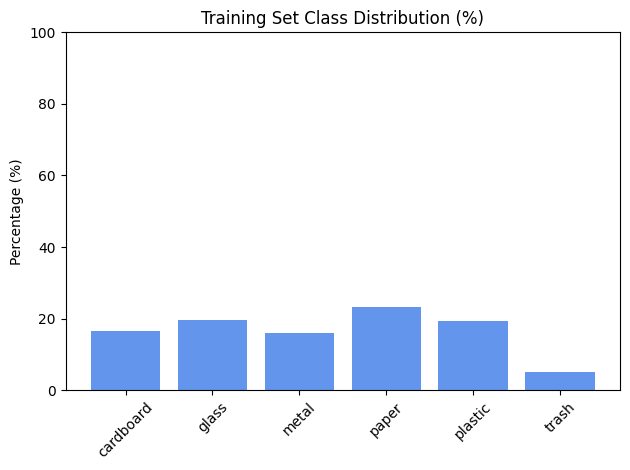 Training Set Class Distribution (%)
Percentage (%)
100
80
60
40
20
0
cardboard
glass
metal
paper
plastic
trash